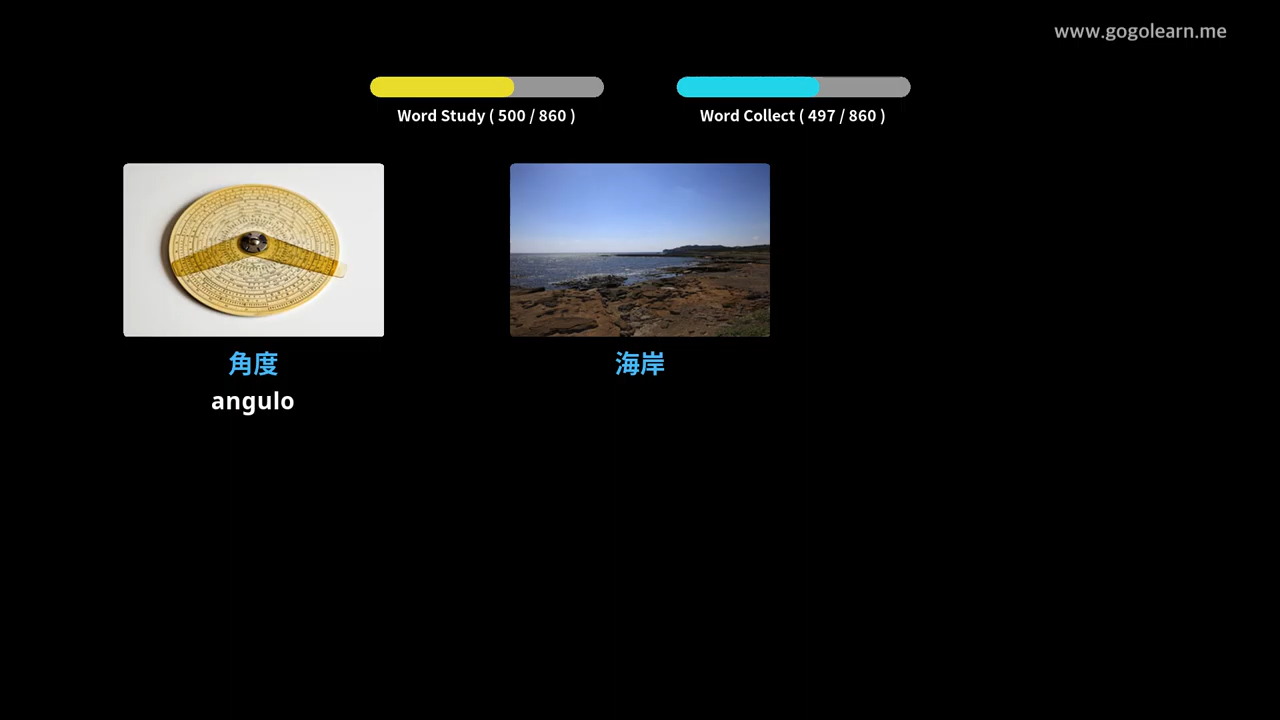 www.gogolearn.me
Word Study ( 500 / 860 )
Word Collect ( 497 / 860 )
角度
angulo
海岸